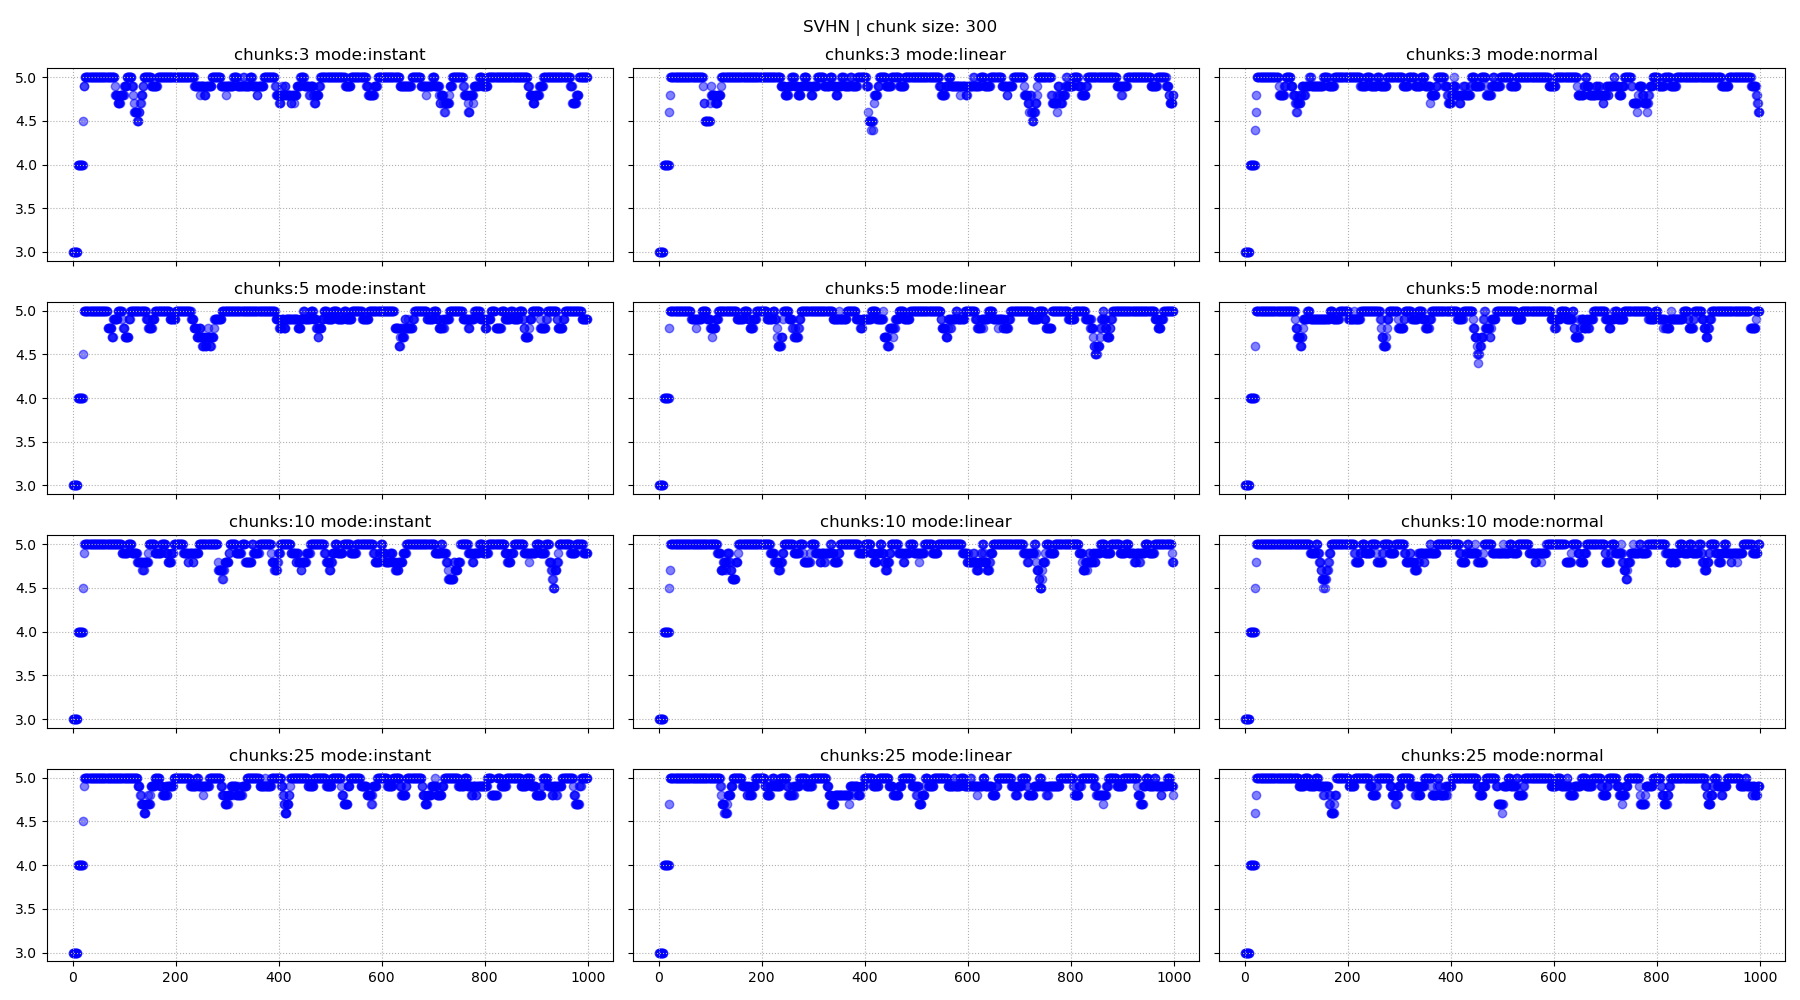 SVHN | chunk size: 300
chunks:3 mode:instant
chunks:3 mode:linear
chunks:3 mode:normal
5.0
4.5
4.0
3.5
3.0
chunks:5 mode:instant
chunks:5 mode:linear
chunks:5 mode:normal
5.0
4.5
4.0
3.5
3.0
chunks:10 mode:instant
chunks:10 mode:linear
chunks:10 mode:normal
5.0
4.5
4.0
3.5
3.0
chunks:25 mode:instant
chunks:25 mode:linear
chunks:25 mode:normal
5.0
4.5
4.0
3.5
3.0
0 200 400 600 800 1000
0 200 400 600 800 1000
0 200 400 600 800 1000